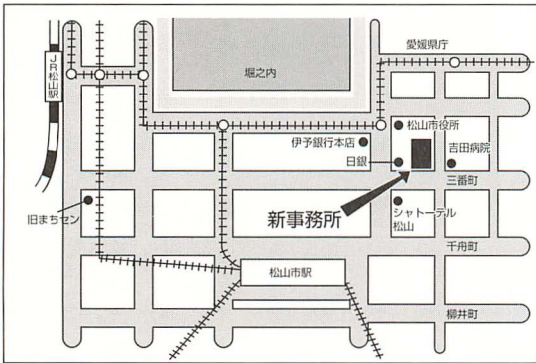 愛媛県庁
JR松山駅
堀之内
松山市役所
伊予銀行本店
日銀
吉田病院
三番町
旧まちセン
新事務所
シャトーテル
松山
千舟町
松山市駅
柳井町